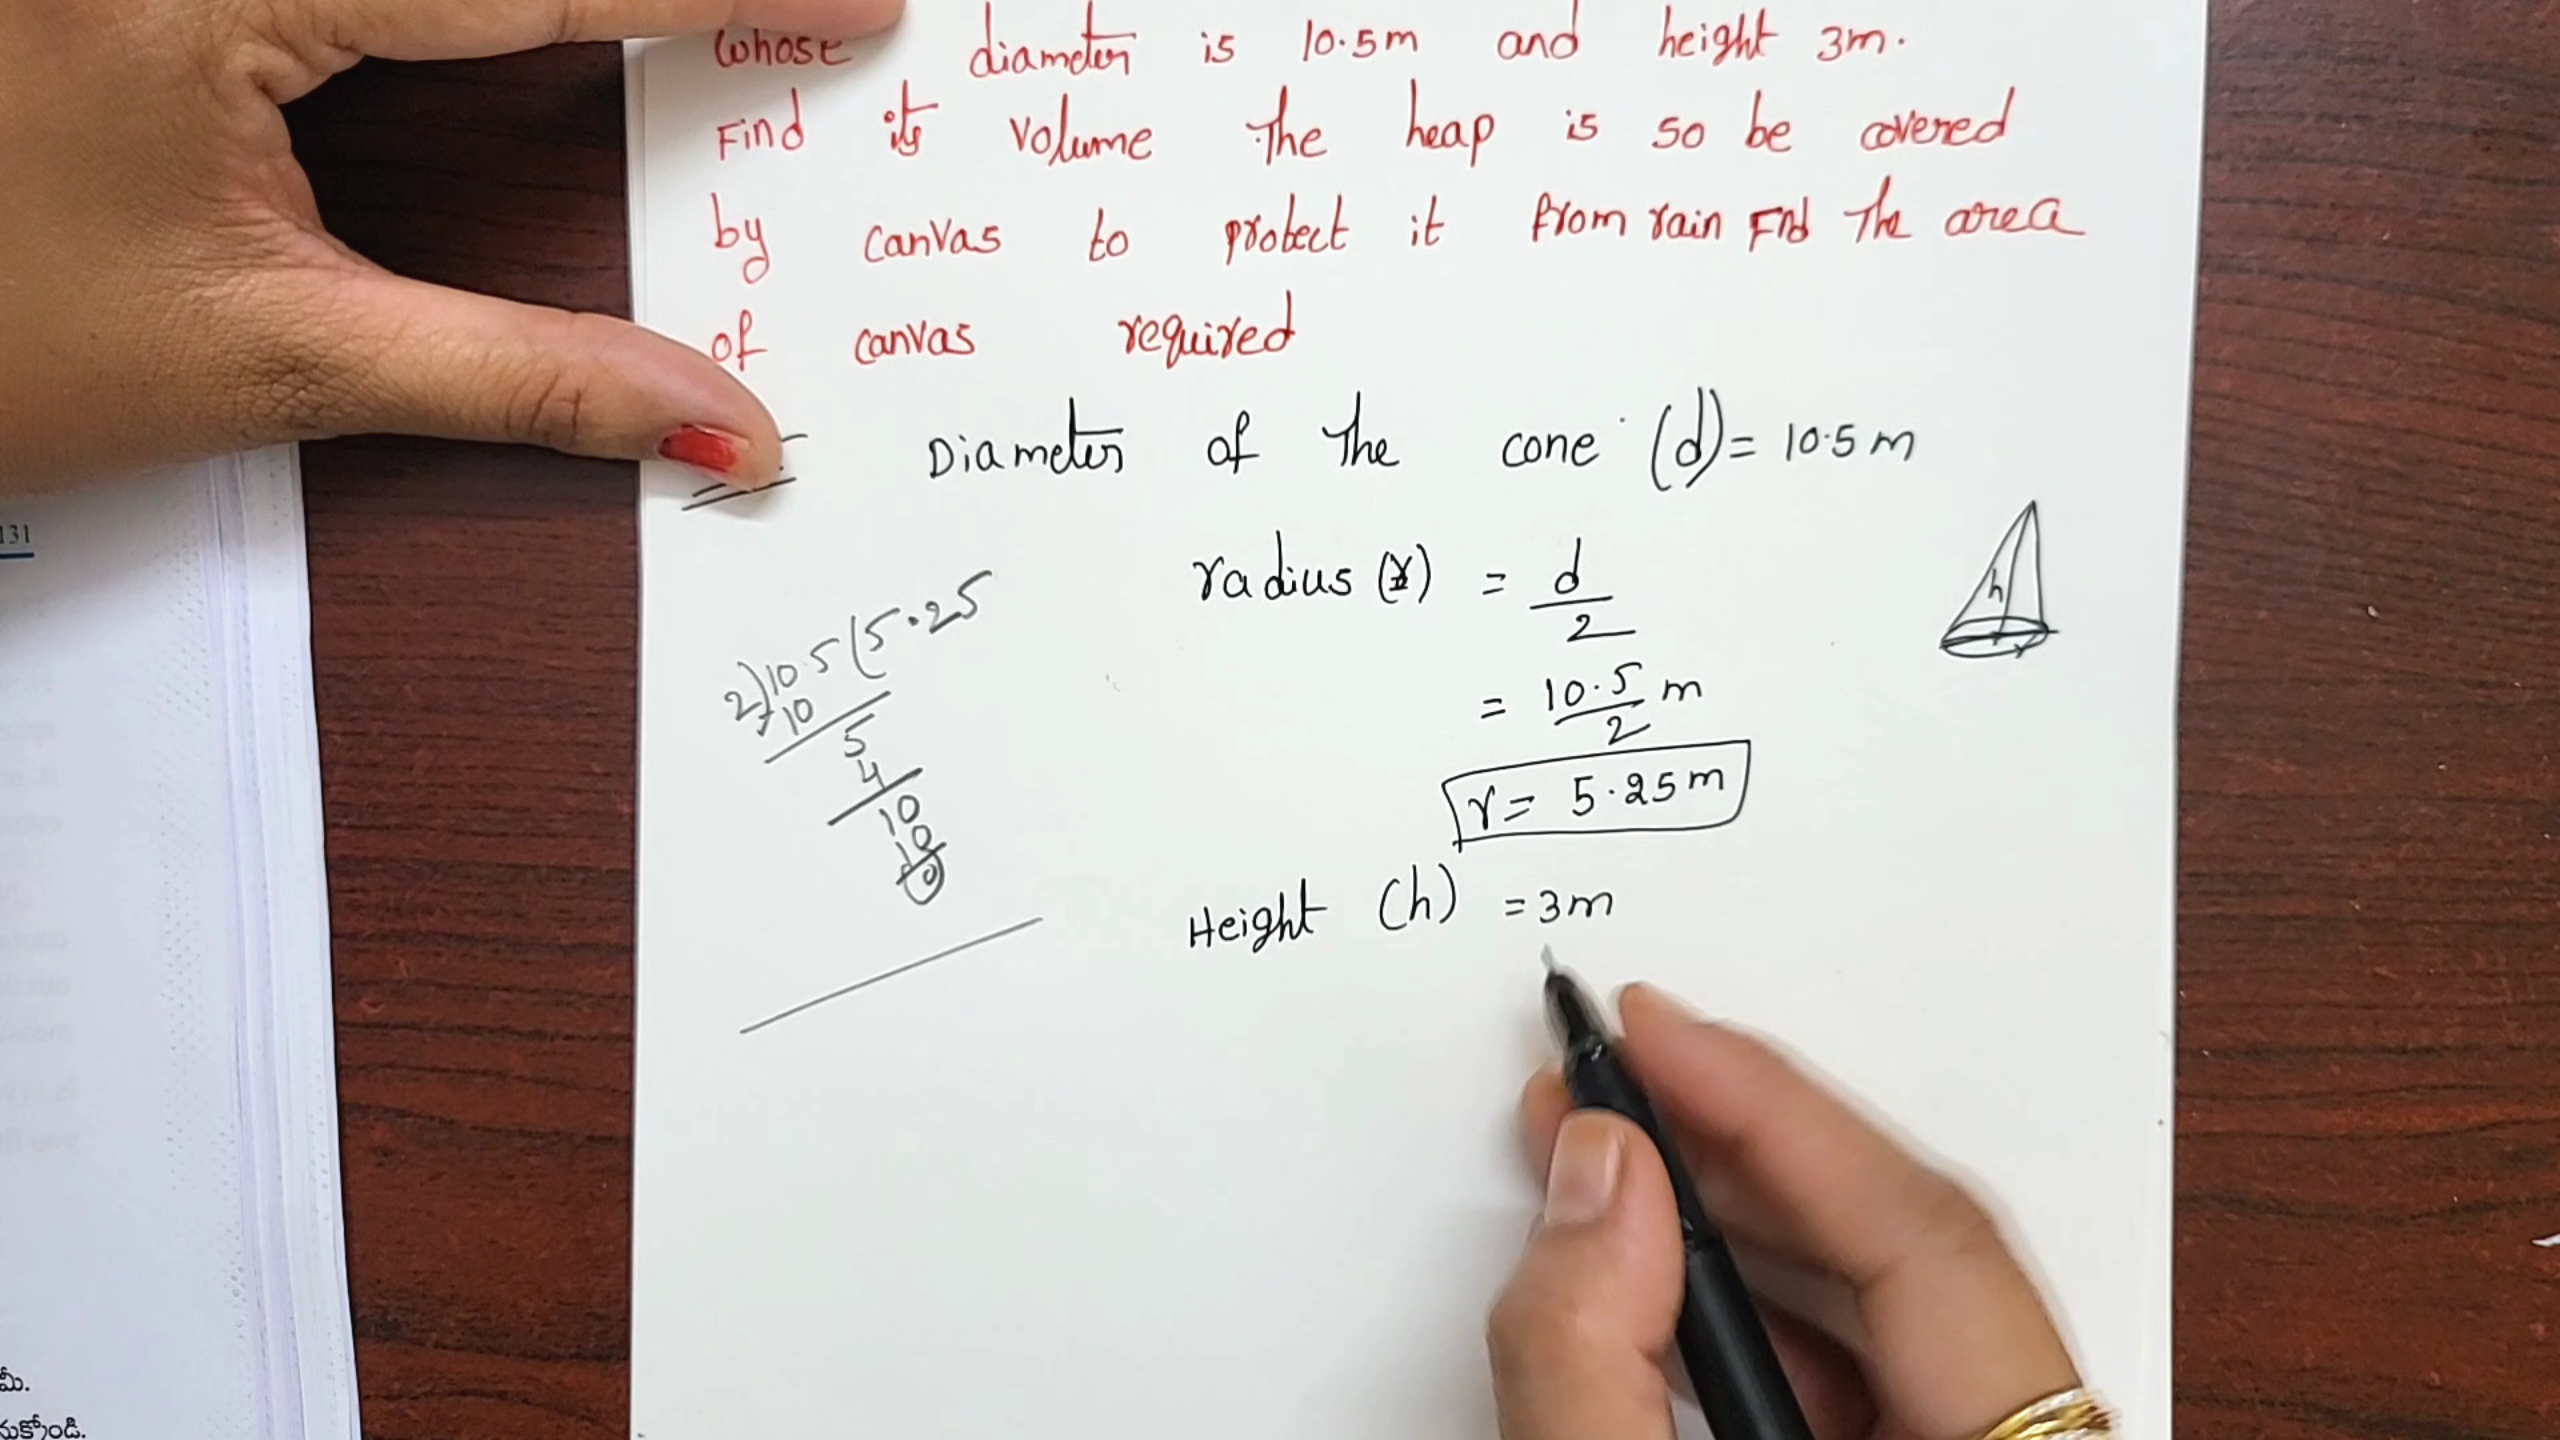 whose diameter is 10.5m and height 3m.
Find its volume The heap is so be covered
by canvas to protect it from rain Find The area
of canvas required
Diameter of The cone (d) = 10.5 m
radius (r) = d/2
= 10.5/2 m
r = 5.25 m
Height (h) = 3m
2)10.5(5.25
10
5
4
10
10
0
h
r
131
మీ.